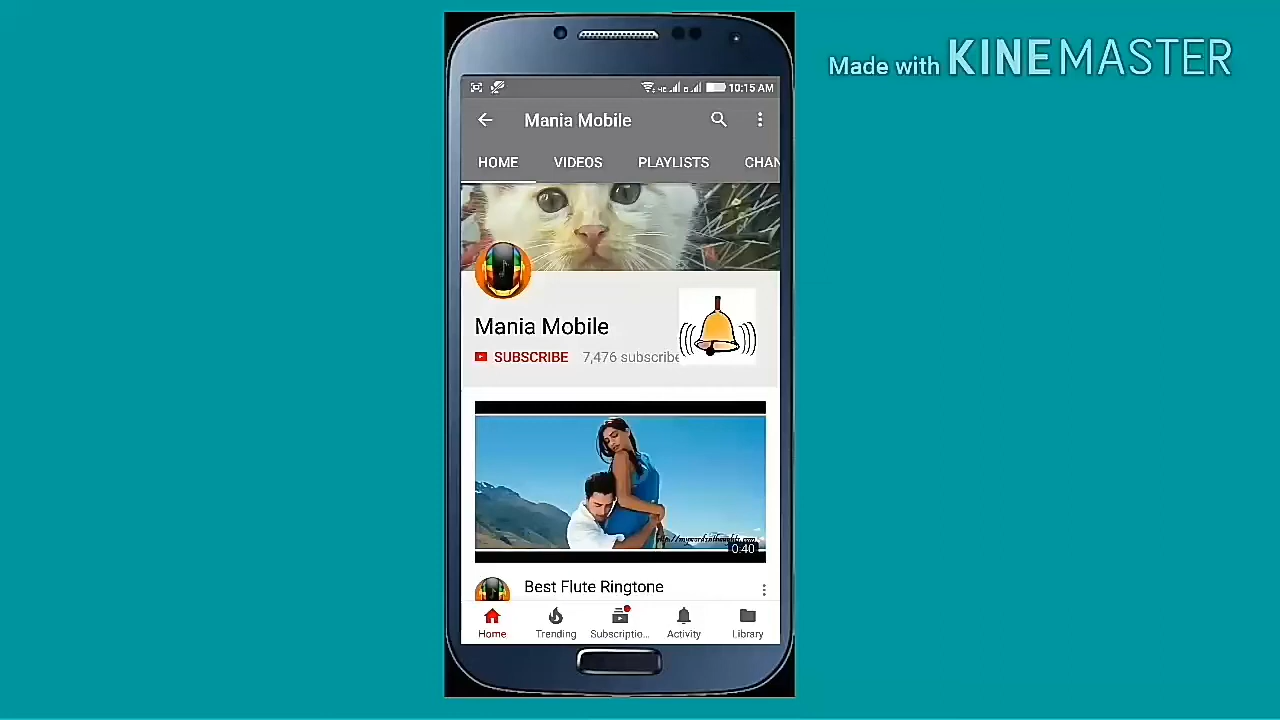 Made with KINEMASTER
10:15 AM
Mania Mobile
HOME VIDEOS PLAYLISTS CHAN
Mania Mobile
SUBSCRIBE 7,476 subscribe
0:40
Best Flute Ringtone
Home Trending Subscriptio... Activity Library